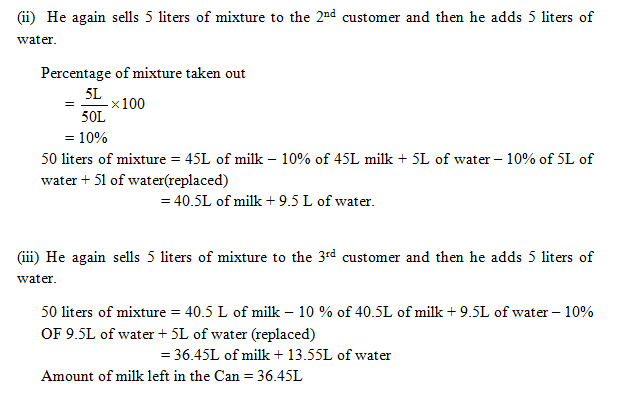 (ii) He again sells 5 liters of mixture to the 2nd customer and then he adds 5 liters of
water.
Percentage of mixture taken out
= 5L/50L × 100
= 10%
50 liters of mixture = 45L of milk – 10% of 45L milk + 5L of water – 10% of 5L of
water + 5l of water(replaced)
= 40.5L of milk + 9.5 L of water.
(iii) He again sells 5 liters of mixture to the 3rd customer and then he adds 5 liters of
water.
50 liters of mixture = 40.5 L of milk – 10 % of 40.5L of milk + 9.5L of water – 10%
OF 9.5L of water + 5L of water (replaced)
= 36.45L of milk + 13.55L of water
Amount of milk left in the Can = 36.45L